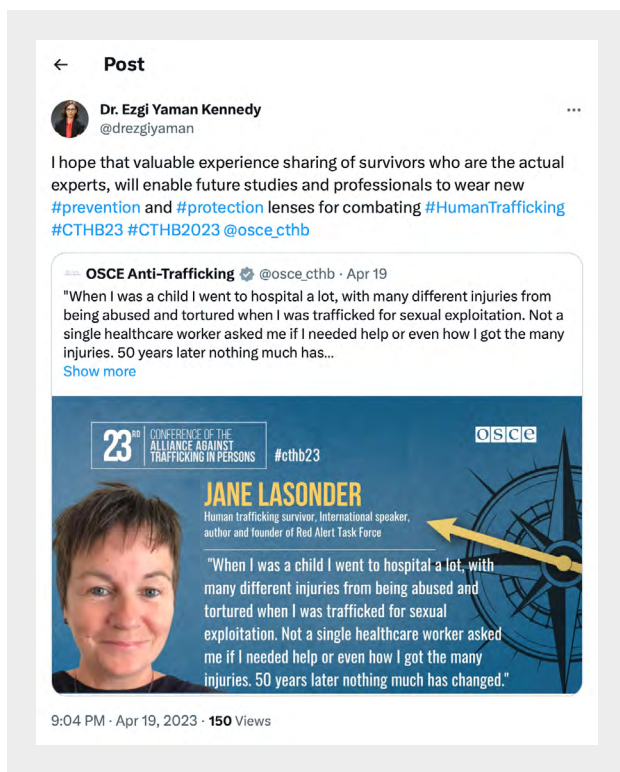 ← Post
Dr. Ezgi Yaman Kennedy
@drezgiyaman
I hope that valuable experience sharing of survivors who are the actual
experts, will enable future studies and professionals to wear new
#prevention and #protection lenses for combating #HumanTrafficking
#CTHB23 #CTHB2023 @osce_cthb
OSCE Anti-Trafficking @osce_cthb · Apr 19
"When I was a child I went to hospital a lot, with many different injuries from
being abused and tortured when I was trafficked for sexual exploitation. Not a
single healthcare worker asked me if I needed help or even how I got the many
injuries. 50 years later nothing much has...
Show more
23RD
CONFERENCE OF THE
ALLIANCE AGAINST
TRAFFICKING IN PERSONS
#cthb23
osce
JANE LASONDER
Human trafficking survivor, International speaker,
author and founder of Red Alert Task Force
"When I was a child I went to hospital a lot, with
many different injuries from being abused and
tortured when I was trafficked for sexual
exploitation. Not a single healthcare worker asked
me if I needed help or even how I got the many
injuries. 50 years later nothing much has changed."
9:04 PM · Apr 19, 2023 · 150 Views